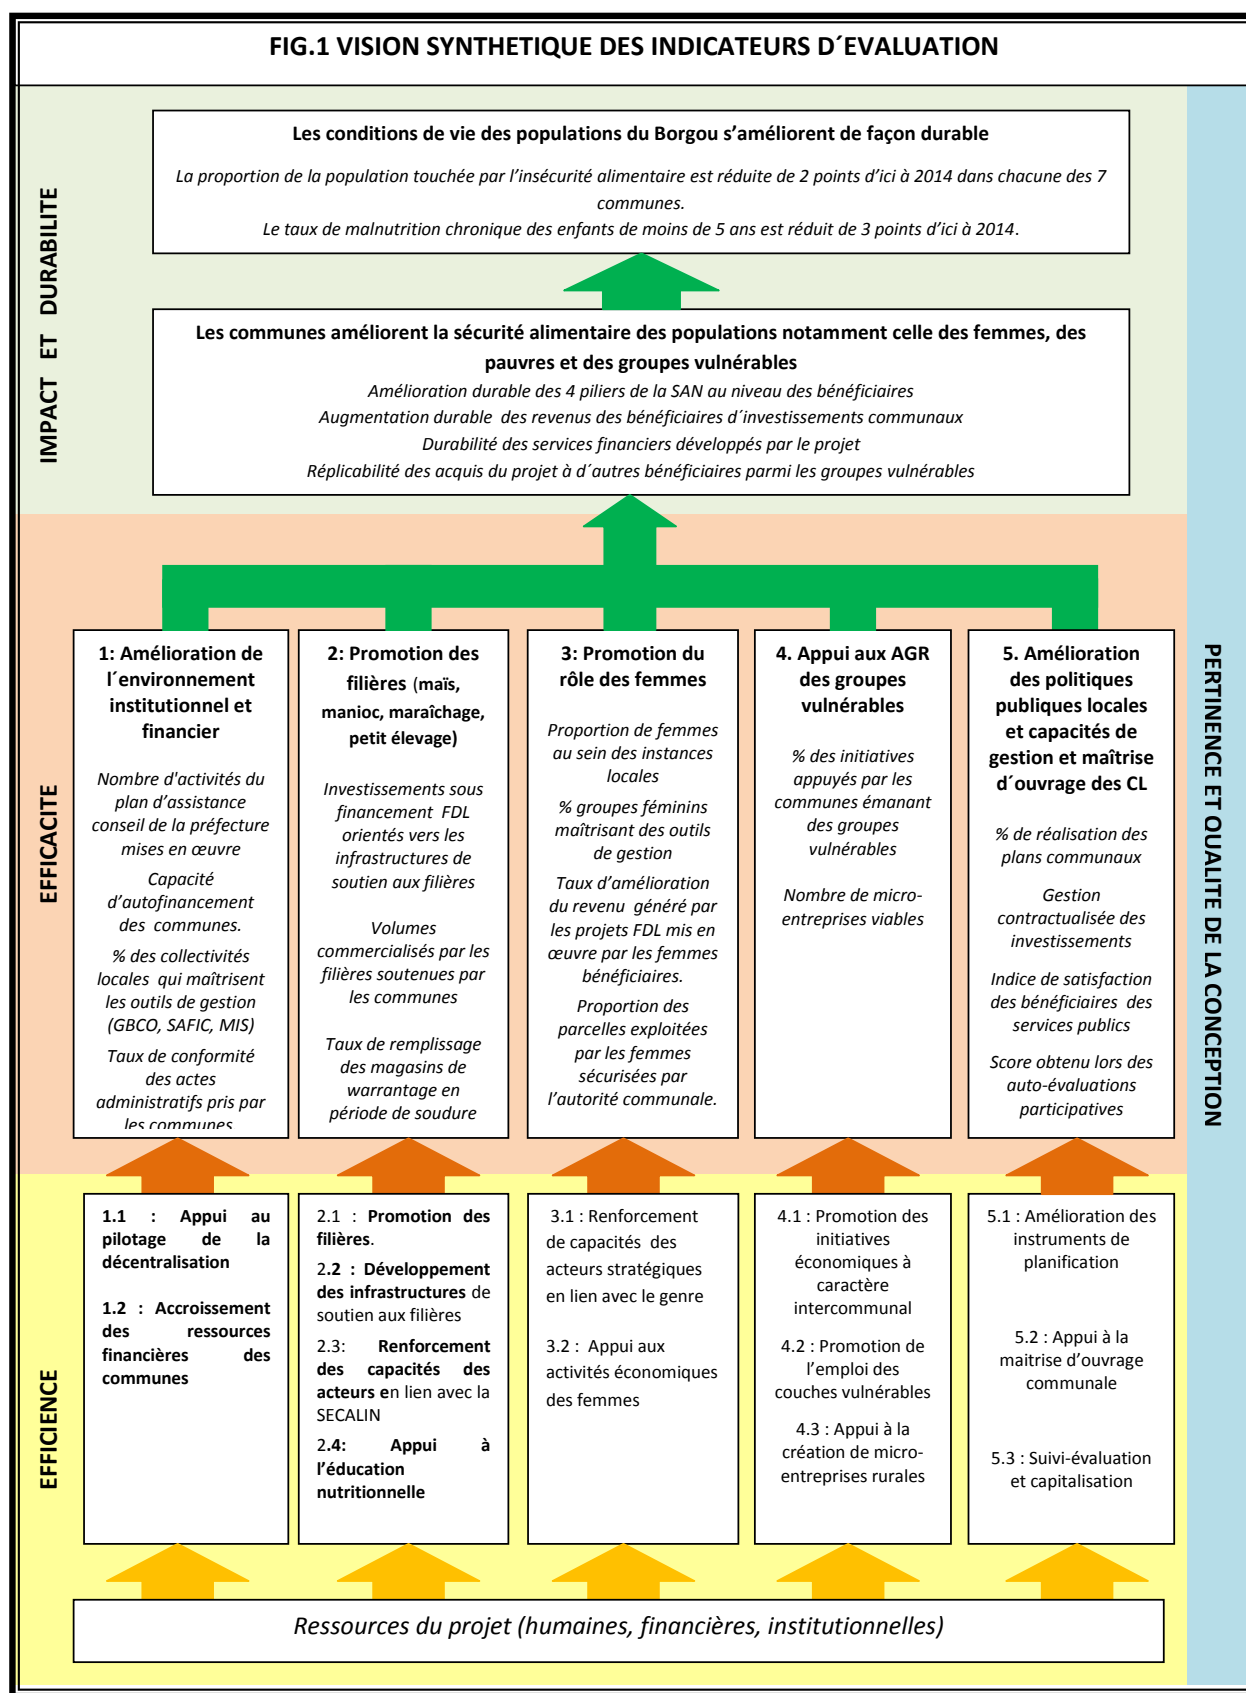 FIG.1 VISION SYNTHETIQUE DES INDICATEURS D´EVALUATION
IMPACT ET DURABILITE
Les conditions de vie des populations du Borgou s’améliorent de façon durable
La proportion de la population touchée par l’insécurité alimentaire est réduite de 2 points d’ici à 2014 dans chacune des 7
communes.
Le taux de malnutrition chronique des enfants de moins de 5 ans est réduit de 3 points d’ici à 2014.
Les communes améliorent la sécurité alimentaire des populations notamment celle des femmes, des
pauvres et des groupes vulnérables
Amélioration durable des 4 piliers de la SAN au niveau des bénéficiaires
Augmentation durable des revenus des bénéficiaires d´investissements communaux
Durabilité des services financiers développés par le projet
Réplicabilité des acquis du projet à d´autres bénéficiaires parmi les groupes vulnérables
EFFICACITE
1: Amélioration de
l´environnement
institutionnel et
financier
Nombre d'activités du
plan d’assistance
conseil de la préfecture
mises en œuvre
Capacité
d’autofinancement
des communes.
% des collectivités
locales qui maîtrisent
les outils de gestion
(GBCO, SAFIC, MIS)
Taux de conformité
des actes
administratifs pris par
les communes
2: Promotion des
filières (maïs,
manioc, maraîchage,
petit élevage)
Investissements sous
financement FDL
orientés vers les
infrastructures de
soutien aux filières
Volumes
commercialisés par les
filières soutenues par
les communes
Taux de remplissage
des magasins de
warrantage en
période de soudure
3: Promotion du
rôle des femmes
Proportion de femmes
au sein des instances
locales
% groupes féminins
maîtrisant des outils
de gestion
Taux d’amélioration
du revenu généré par
les projets FDL mis en
œuvre par les femmes
bénéficiaires.
Proportion des
parcelles exploitées
par les femmes
sécurisées par
l’autorité communale.
4. Appui aux AGR
des groupes
vulnérables
% des initiatives
appuyés par les
communes émanant
des groupes
vulnérables
Nombre de micro-
entreprises viables
5. Amélioration
des politiques
publiques locales
et capacités de
gestion et maîtrise
d´ouvrage des CL
% de réalisation des
plans communaux
Gestion
contractualisée des
investissements
Indice de satisfaction
des bénéficiaires des
services publics
Score obtenu lors des
auto-évaluations
participatives
PERTINENCE ET QUALITE DE LA CONCEPTION
EFFICIENCE
1.1 : Appui au
pilotage de la
décentralisation
1.2 : Accroissement
des ressources
financières des
communes
2.1 : Promotion des
filières.
2.2 : Développement
des infrastructures de
soutien aux filières
2.3: Renforcement
des capacités des
acteurs en lien avec la
SECALIN
2.4: Appui à
l’éducation
nutritionnelle
3.1 : Renforcement
de capacités des
acteurs stratégiques
en lien avec le genre
3.2 : Appui aux
activités économiques
des femmes
4.1 : Promotion des
initiatives
économiques à
caractère
intercommunal
4.2 : Promotion de
l’emploi des
couches vulnérables
4.3 : Appui à la
création de micro-
entreprises rurales
5.1 : Amélioration des
instruments de
planification
5.2 : Appui à la
maitrise d’ouvrage
communale
5.3 : Suivi-évaluation
et capitalisation
Ressources du projet (humaines, financières, institutionnelles)